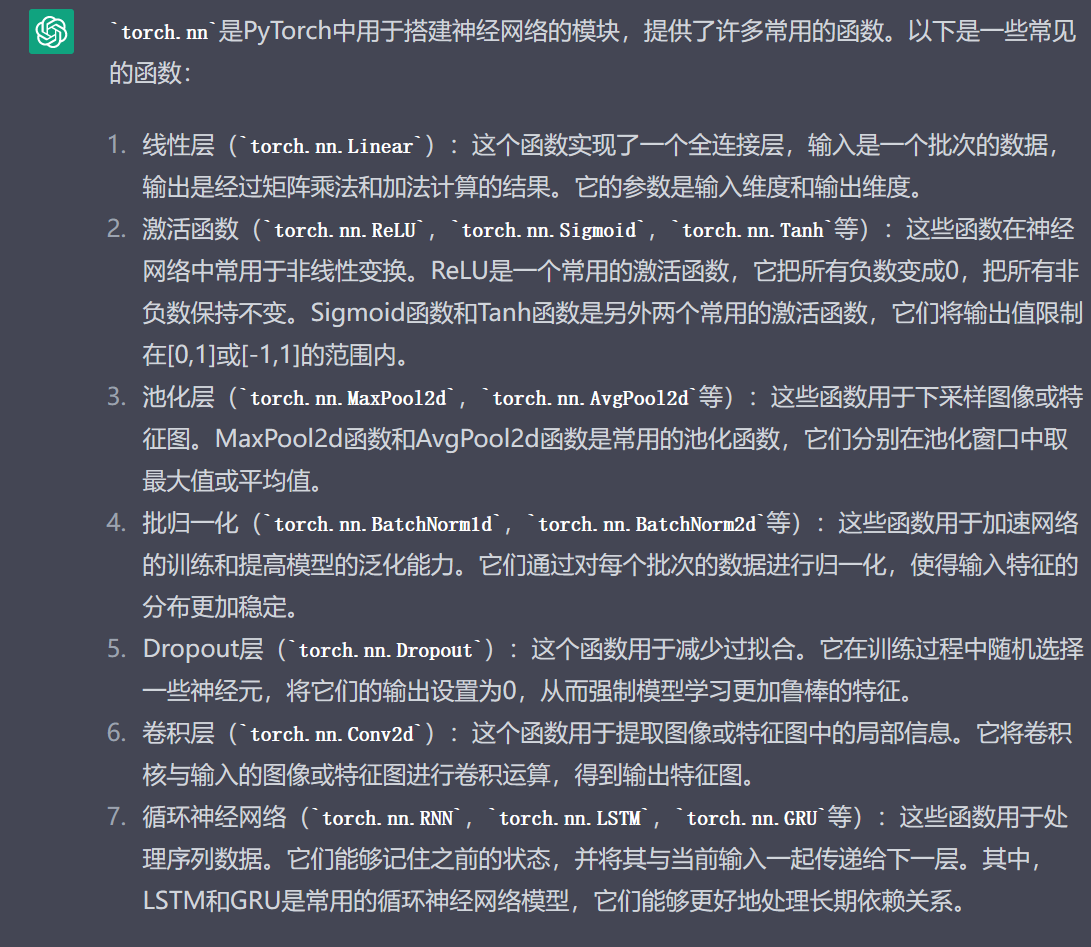 `torch.nn`是PyTorch中用于搭建神经网络的模块，提供了许多常用的函数。以下是一些常见
的函数：
1. 线性层（`torch.nn.Linear`）：这个函数实现了一个全连接层，输入是一个批次的数据，
输出是经过矩阵乘法和加法计算的结果。它的参数是输入维度和输出维度。
2. 激活函数（`torch.nn.ReLU`，`torch.nn.Sigmoid`，`torch.nn.Tanh`等）：这些函数在神经
网络中常用于非线性变换。ReLU是一个常用的激活函数，它把所有负数变成0，把所有非
负数保持不变。Sigmoid函数和Tanh函数是另外两个常用的激活函数，它们将输出值限制
在[0,1]或[-1,1]的范围内。
3. 池化层（`torch.nn.MaxPool2d`，`torch.nn.AvgPool2d`等）：这些函数用于下采样图像或特
征图。MaxPool2d函数和AvgPool2d函数是常用的池化函数，它们分别在池化窗口中取
最大值或平均值。
4. 批归一化（`torch.nn.BatchNorm1d`，`torch.nn.BatchNorm2d`等）：这些函数用于加速网络
的训练和提高模型的泛化能力。它们通过对每个批次的数据进行归一化，使得输入特征的
分布更加稳定。
5. Dropout层（`torch.nn.Dropout`）：这个函数用于减少过拟合。它在训练过程中随机选择
一些神经元，将它们的输出设置为0，从而强制模型学习更加鲁棒的特征。
6. 卷积层（`torch.nn.Conv2d`）：这个函数用于提取图像或特征图中的局部信息。它将卷积
核与输入的图像或特征图进行卷积运算，得到输出特征图。
7. 循环神经网络（`torch.nn.RNN`，`torch.nn.LSTM`，`torch.nn.GRU`等）：这些函数用于处
理序列数据。它们能够记住之前的状态，并将其与当前输入一起传递给下一层。其中，
LSTM和GRU是常用的循环神经网络模型，它们能够更好地处理长期依赖关系。